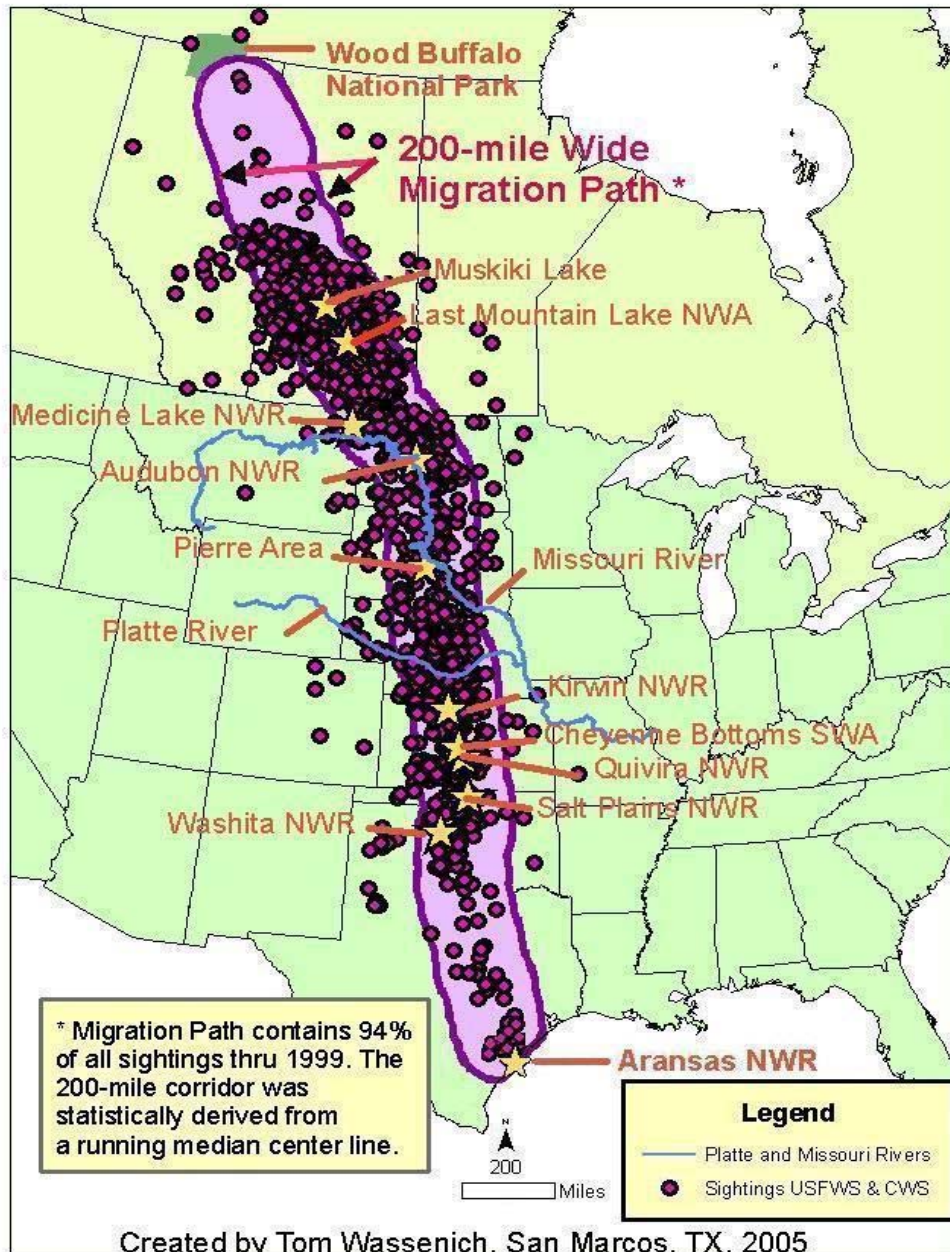 Wood Buffalo
National Park
200-mile Wide
Migration Path *
Muskiki Lake
Last Mountain Lake NWA
Medicine Lake NWR
Audubon NWR
Pierre Area
Missouri River
Platte River
Kirwin NWR
Cheyenne Bottoms SWA
Quivira NWR
Salt Plains NWR
Washita NWR
* Migration Path contains 94%
of all sightings thru 1999. The
200-mile corridor was
statistically derived from
a running median center line.
Aransas NWR
N
200
Miles
Legend
Platte and Missouri Rivers
Sightings USFWS & CWS
Created by Tom Wassenich, San Marcos, TX, 2005